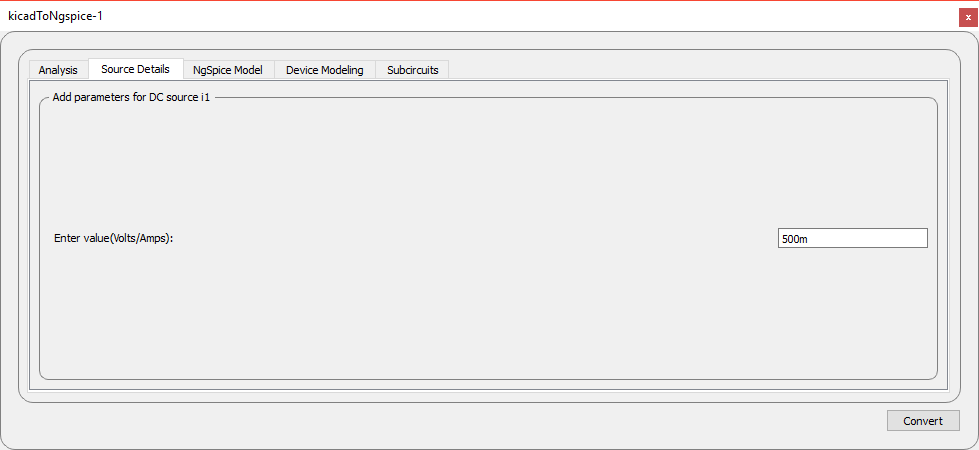 kicadToNgspice-1
x
Analysis
Source Details
NgSpice Model
Device Modeling
Subcircuits
Add parameters for DC source i1
Enter value(Volts/Amps):
500m
Convert